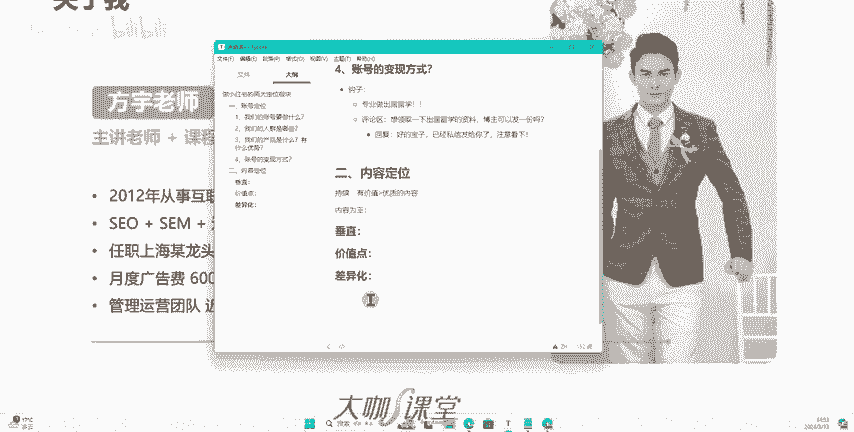 关于我
方宇老师
主讲老师 + 课程
2012年从事互联
SEO + SEM +
任职上海某龙头
月度广告费 600
管理运营团队 近
文件(F) 编辑(E) 段落(P) 格式(O) 视图(V) 主题(T) 帮助(H)
文件 大纲
做小红书的两大定位板块
一、账号定位
1、我们的账号要做什么?
2、我们的人群是哪些?
3、我们的产品是什么?有什么优势?
4、账号的变现方式?
二、内容定位
垂直:
价值点:
差异化:
4、账号的变现方式?
钩子:
专业做出国留学!!
评论区:想领取一下出国留学的资料,博主可以发一份吗?
回复:好的宝子,已经私信发给你了,注意看下!
二、内容定位
持续 有价值>优质的内容
内容为王:
垂直:
价值点:
差异化:
大咖课堂
搜索